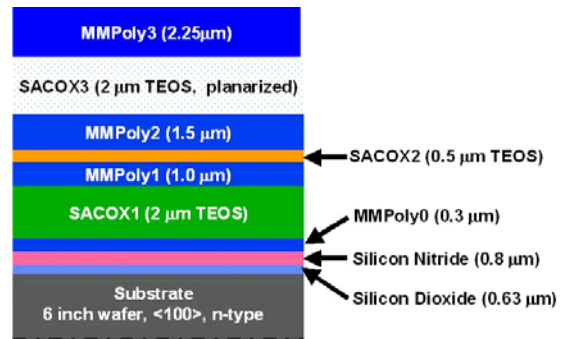 MMPoly3 (2.25µm)
SACOX3 (2 µm TEOS, planarized)
MMPoly2 (1.5 µm)
SACOX2 (0.5 µm TEOS)
MMPoly1 (1.0 µm)
SACOX1 (2 µm TEOS)
MMPoly0 (0.3 µm)
Silicon Nitride (0.8 µm)
Silicon Dioxide (0.63 µm)
Substrate
6 inch wafer, <100>, n-type